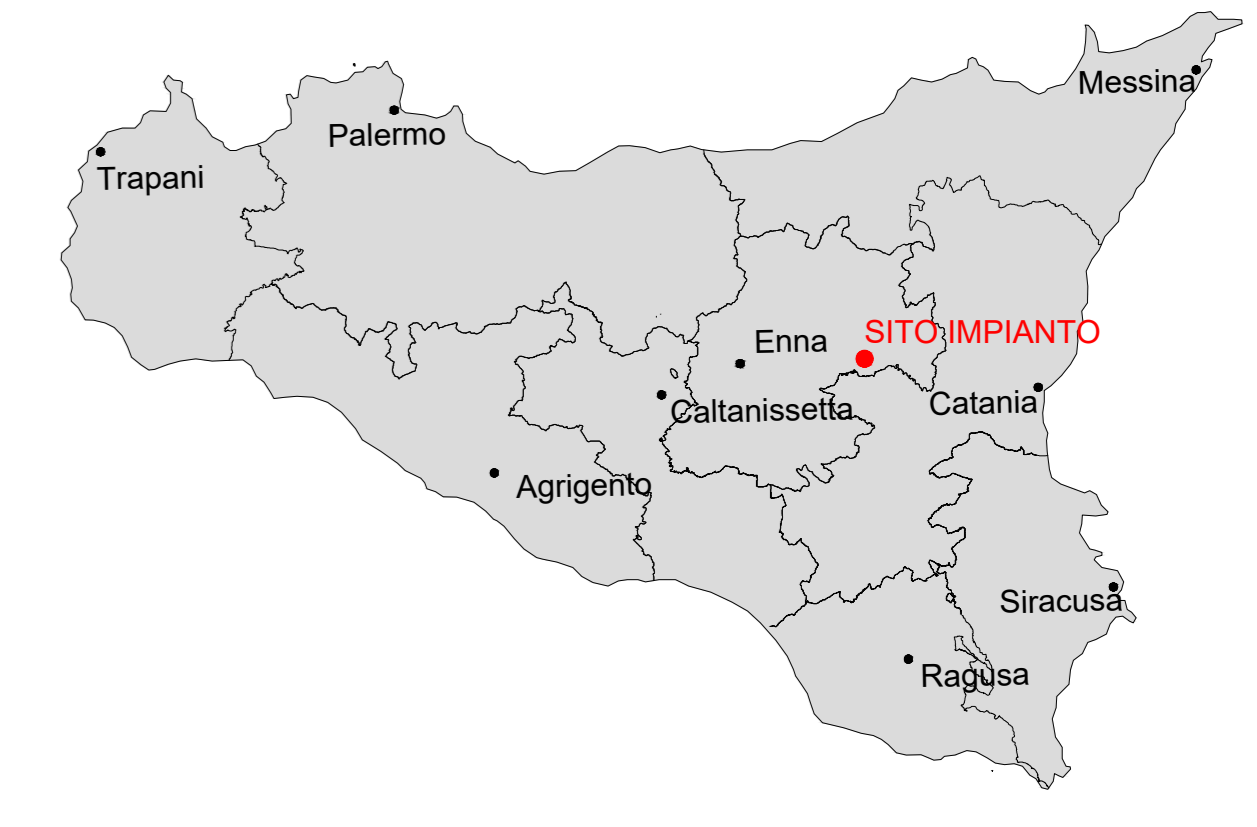 Messina
Palermo
Trapani
SITO IMPIANTO
Enna
Catania
Caltanissetta
Agrigento
Siracusa
Ragusa